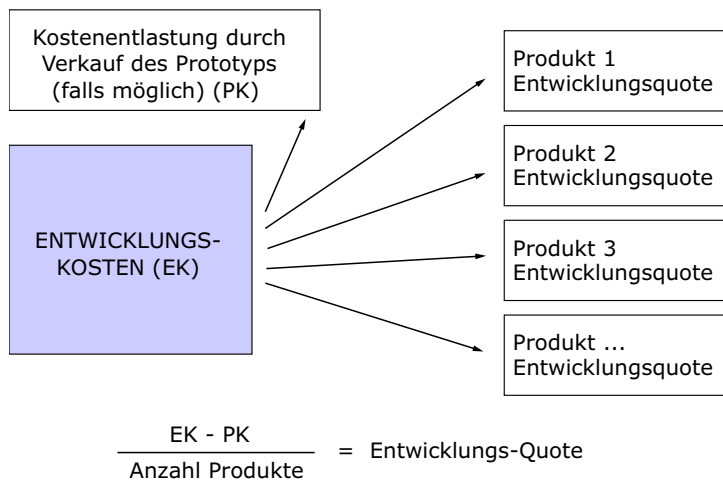 Kostenentlastung durch
Verkauf des Prototyps
(falls möglich) (PK)
ENTWICKLUNGS-
KOSTEN (EK)
Produkt 1
Entwicklungsquote
Produkt 2
Entwicklungsquote
Produkt 3
Entwicklungsquote
Produkt ...
Entwicklungsquote
EK - PK
Anzahl Produkte
= Entwicklungs-Quote